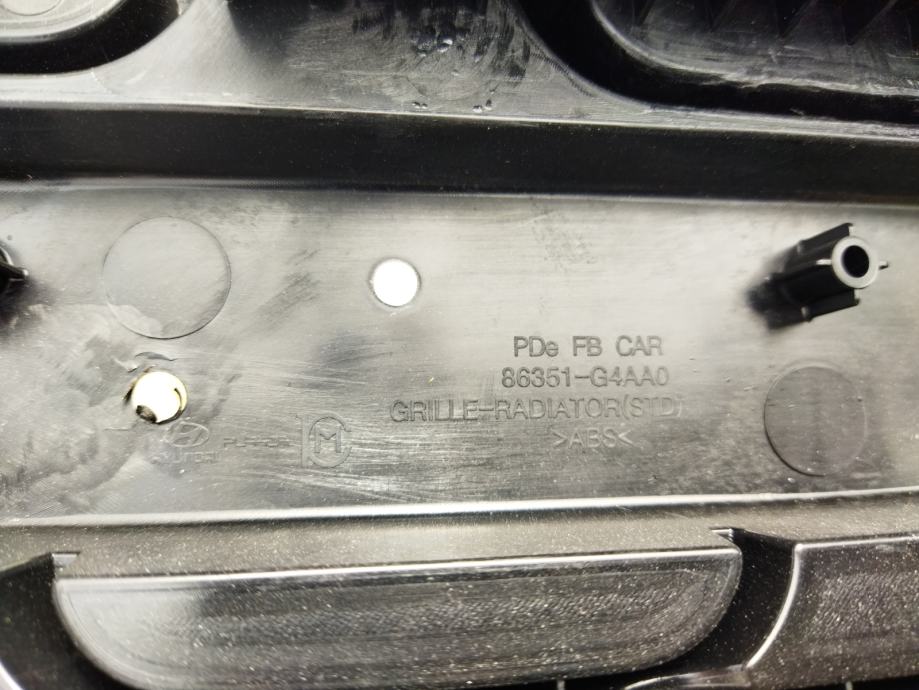 PDe FB CAR
86351-G4AA0
GRILLE-RADIATOR(STD)
>ABS<